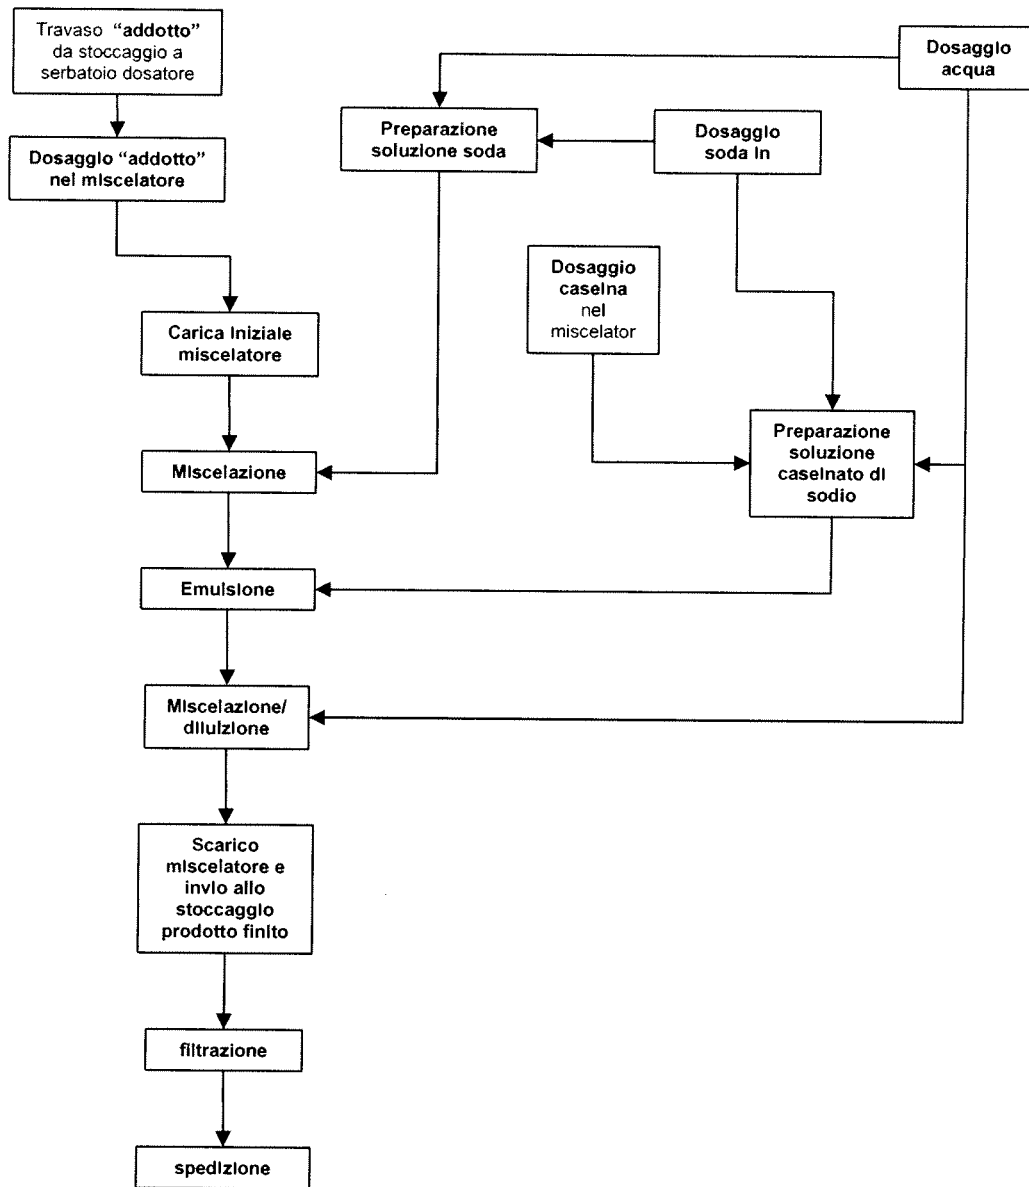 Travaso “addotto”
da stoccaggio a
serbatoio dosatore
Dosaggio
acqua
Preparazione
soluzione soda
Dosaggio
soda in
Dosaggio “addotto”
nel miscelatore
Dosaggio
caseina
nel
miscelator
Carica Iniziale
miscelatore
Preparazione
soluzione
caseinato di
sodio
Miscelazione
Emulsione
Miscelazione/
diluizione
Scarico
miscelatore e
invio allo
stoccaggio
prodotto finito
filtrazione
spedizione